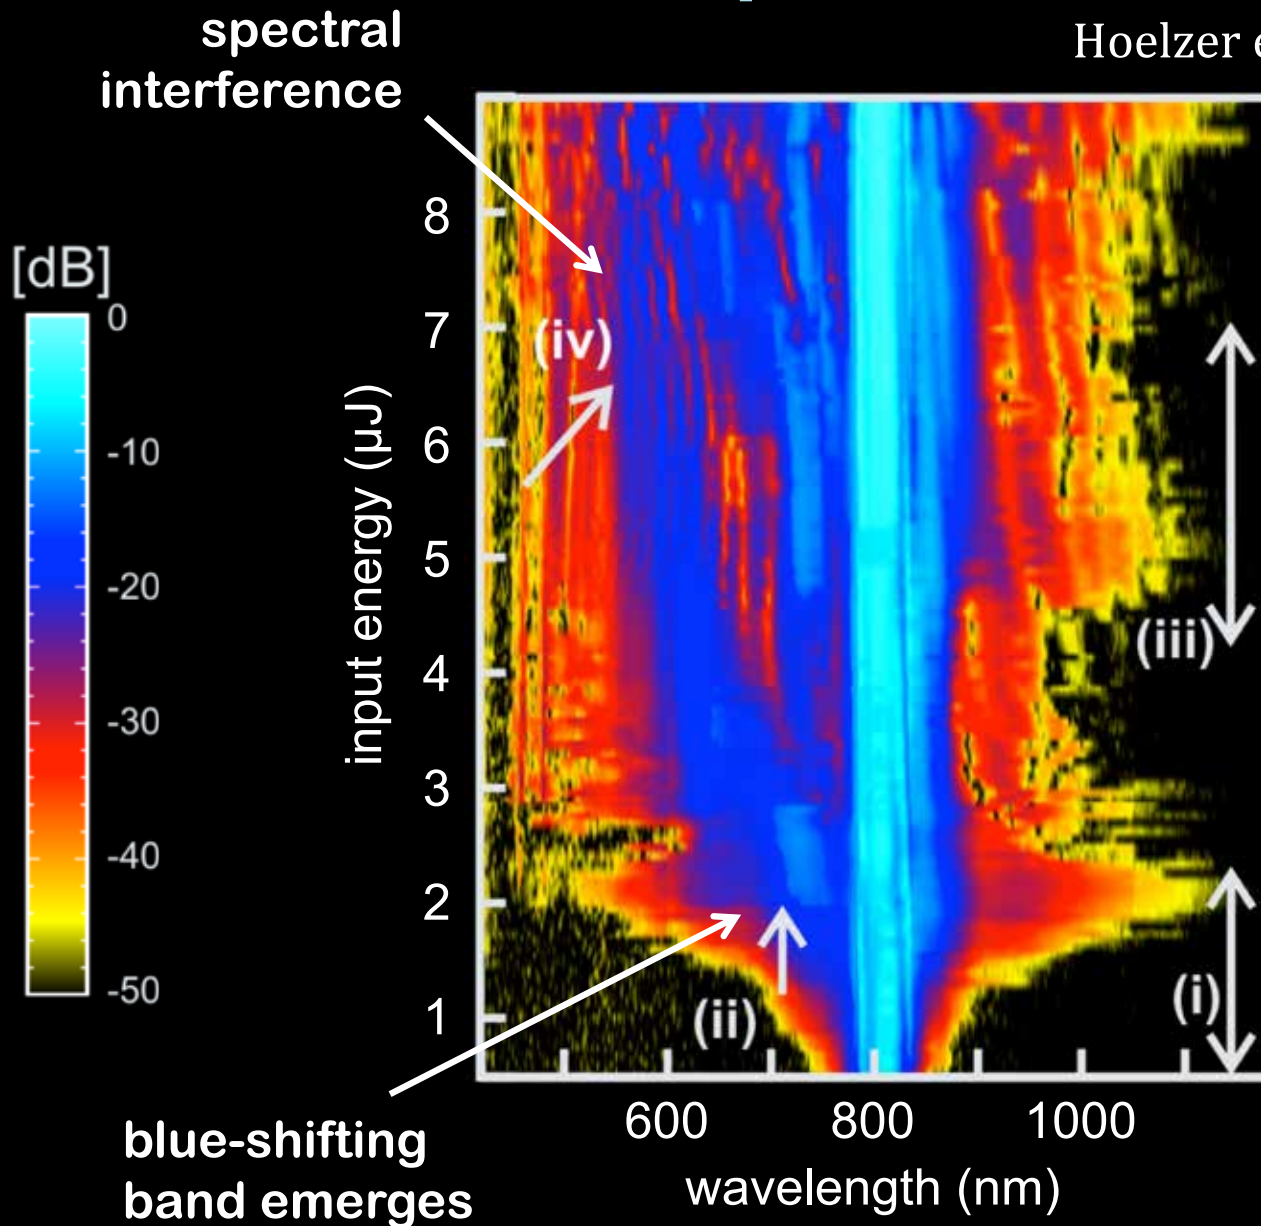 spectral
interference
Hoelzer e
[dB]
0
-10
-20
-30
-40
-50
input energy (µJ)
8
7
6
5
4
3
2
1
(iv)
(iii)
(ii)
(i)
600 800 1000
wavelength (nm)
blue-shifting
band emerges